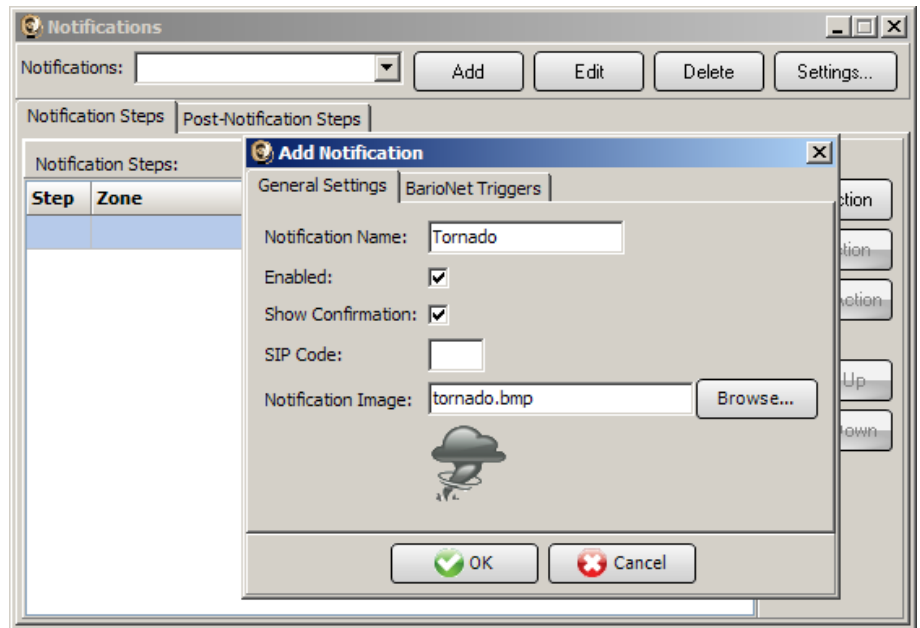 Notifications
Notifications:
Add
Edit
Delete
Settings...
Notification Steps
Post-Notification Steps
Notification Steps:
Step
Zone
Add Notification
General Settings
BarioNet Triggers
Notification Name:
Tornado
Enabled:
Show Confirmation:
SIP Code:
Notification Image:
tornado.bmp
Browse...
OK
Cancel
Up